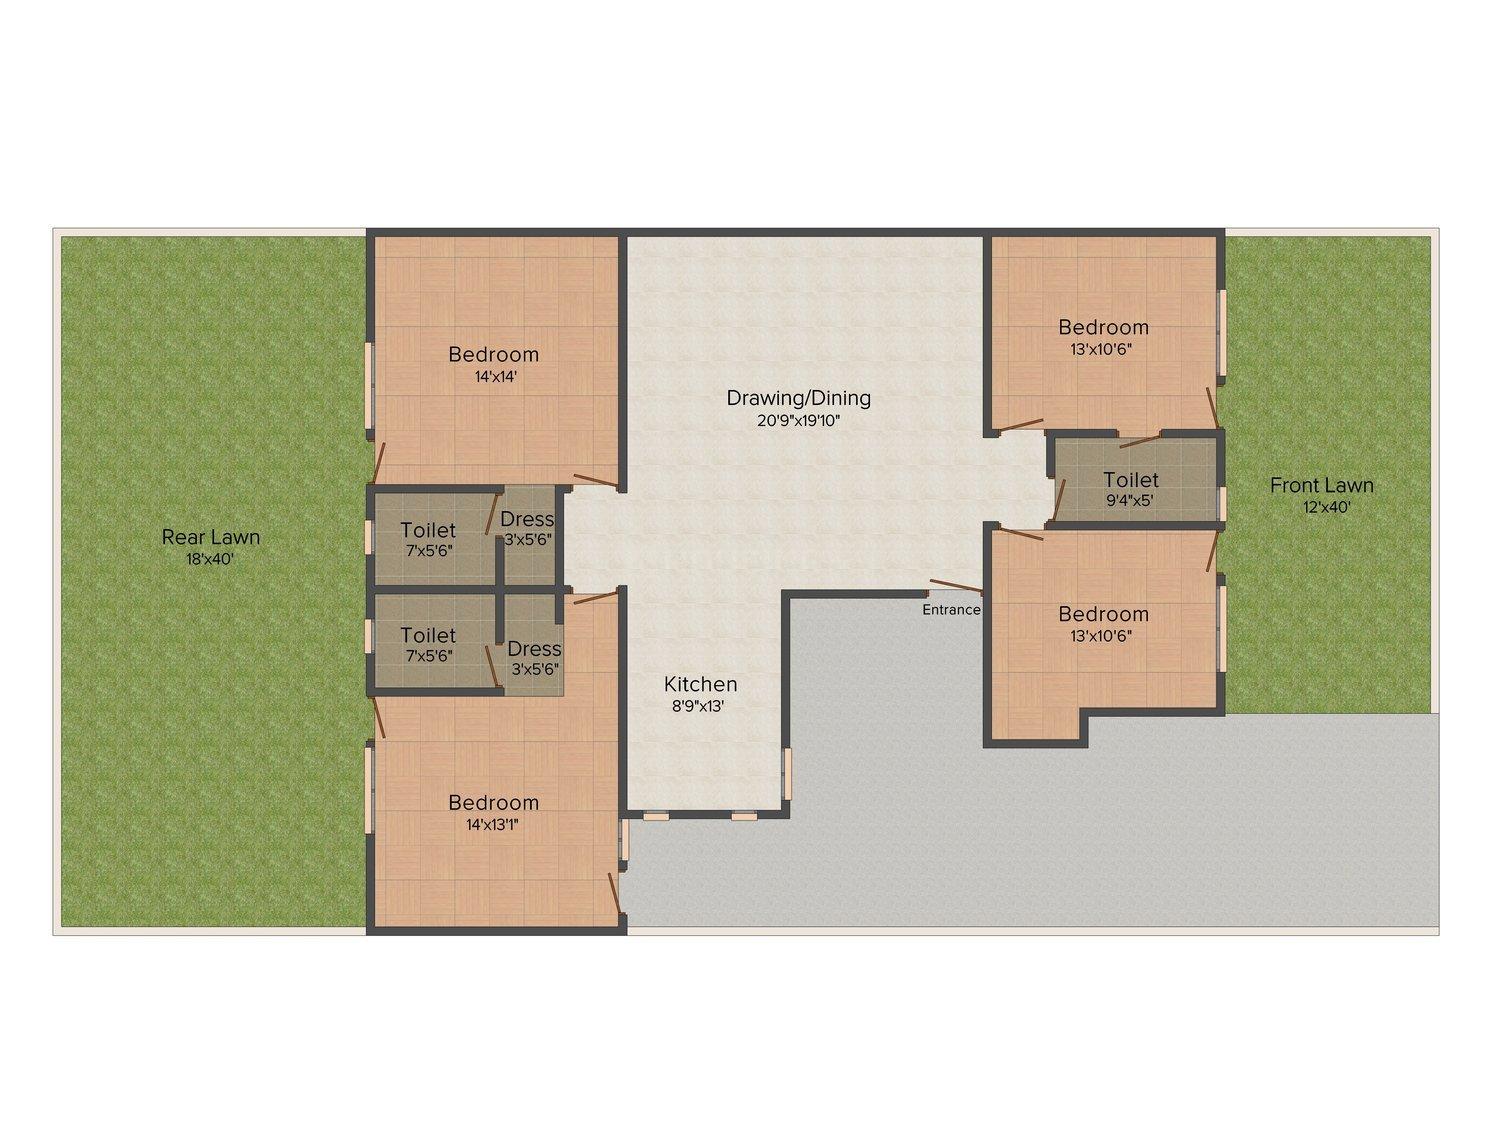 Bedroom
13'x10'6"
Bedroom
14'x14'
Drawing/Dining
20'9"x19'10"
Toilet
9'4"x5'
Front Lawn
12'x40'
Dress
3'x5'6"
Toilet
7'x5'6"
Rear Lawn
18'x40'
Entrance
Bedroom
13'x10'6"
Toilet
7'x5'6"
Dress
3'x5'6"
Kitchen
8'9"x13'
Bedroom
14'x13'1"